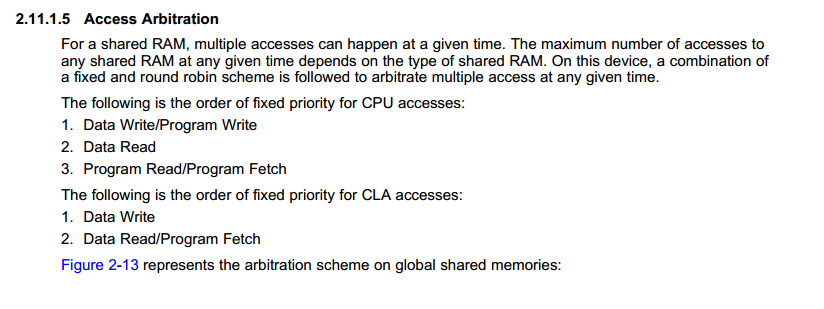 2.11.1.5 Access Arbitration
For a shared RAM, multiple accesses can happen at a given time. The maximum number of accesses to
any shared RAM at any given time depends on the type of shared RAM. On this device, a combination of
a fixed and round robin scheme is followed to arbitrate multiple access at any given time.
The following is the order of fixed priority for CPU accesses:
1. Data Write/Program Write
2. Data Read
3. Program Read/Program Fetch
The following is the order of fixed priority for CLA accesses:
1. Data Write
2. Data Read/Program Fetch
Figure 2-13 represents the arbitration scheme on global shared memories: